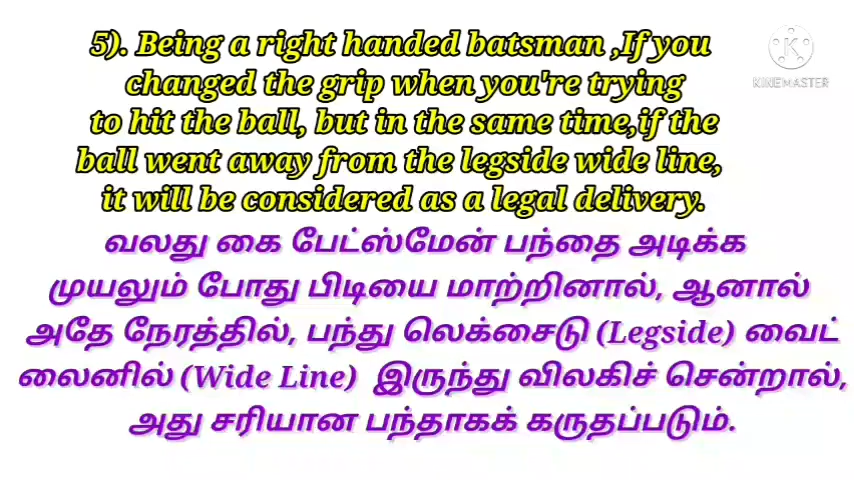 5). Being a right handed batsman ,If you
changed the grip when you're trying
to hit the ball, but in the same time,if the
ball went away from the legside wide line,
it will be considered as a legal delivery.
வலது கை பேட்ஸ்மேன் பந்தை அடிக்க
முயலும் போது பிடியை மாற்றினால், ஆனால்
அதே நேரத்தில், பந்து லெக்சைடு (Legside) வைட்
லைனில் (Wide Line) இருந்து விலகிச் சென்றால்,
அது சரியான பந்தாகக் கருதப்படும்.
K
KINEMASTER